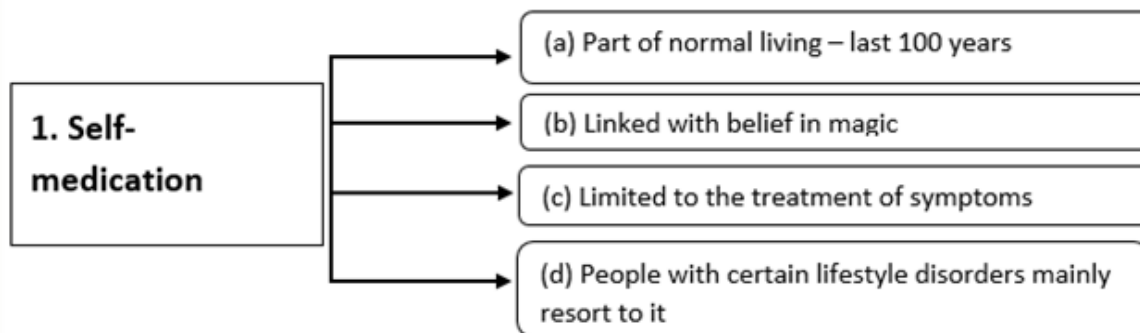 1. Self-
medication
(a) Part of normal living – last 100 years
(b) Linked with belief in magic
(c) Limited to the treatment of symptoms
(d) People with certain lifestyle disorders mainly
resort to it